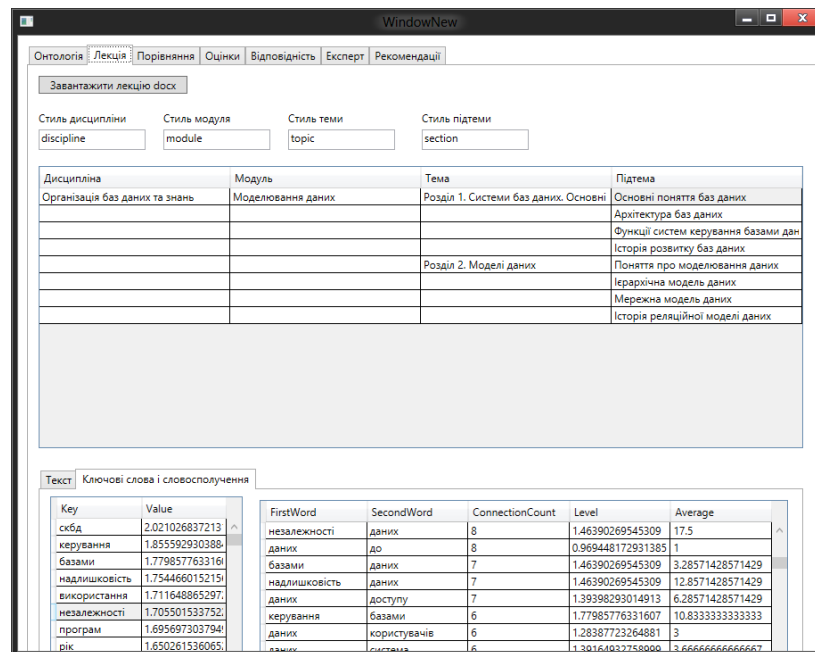 WindowNew
Онтологія Лекція Порівняння Оцінки Відповідність Експерт Рекомендації
Завантажити лекцію docx
Стиль дисципліни Стиль модуля Стиль теми Стиль підтеми
discipline module topic section
Дисципліна Модуль Тема Підтема
Організація баз даних та знань Моделювання даних Розділ 1. Системи баз даних. Основні Основні поняття баз даних
Архітектура баз даних
Функції систем керування базами дан
Історія розвитку баз даних
Розділ 2. Моделі даних Поняття про моделювання даних
Ієрархічна модель даних
Мережна модель даних
Історія реляційної моделі даних
Текст Ключові слова і словосполучення
Key Value FirstWord SecondWord ConnectionCount Level Average
скбд 2.021026837213 незалежності даних 8 1.46390269545309 17.5
керування 1.855592930388 даних до 8 0.969448172931385 1
базами 1.779857763316 базами даних 7 1.46390269545309 3.28571428571429
надлишковість 1.754466015215 надлишковість даних 7 1.46390269545309 12.8571428571429
використання 1.711648865297 даних доступу 7 1.39398293014913 6.28571428571429
незалежності 1.705501533752 керування базами 6 1.77985776331607 10.8333333333333
програм 1.695697303794 даних користувачів 6 1.28387723264881 3
рік 1.650261536065 даних система 6 1.39164932758999 3.66666666666667